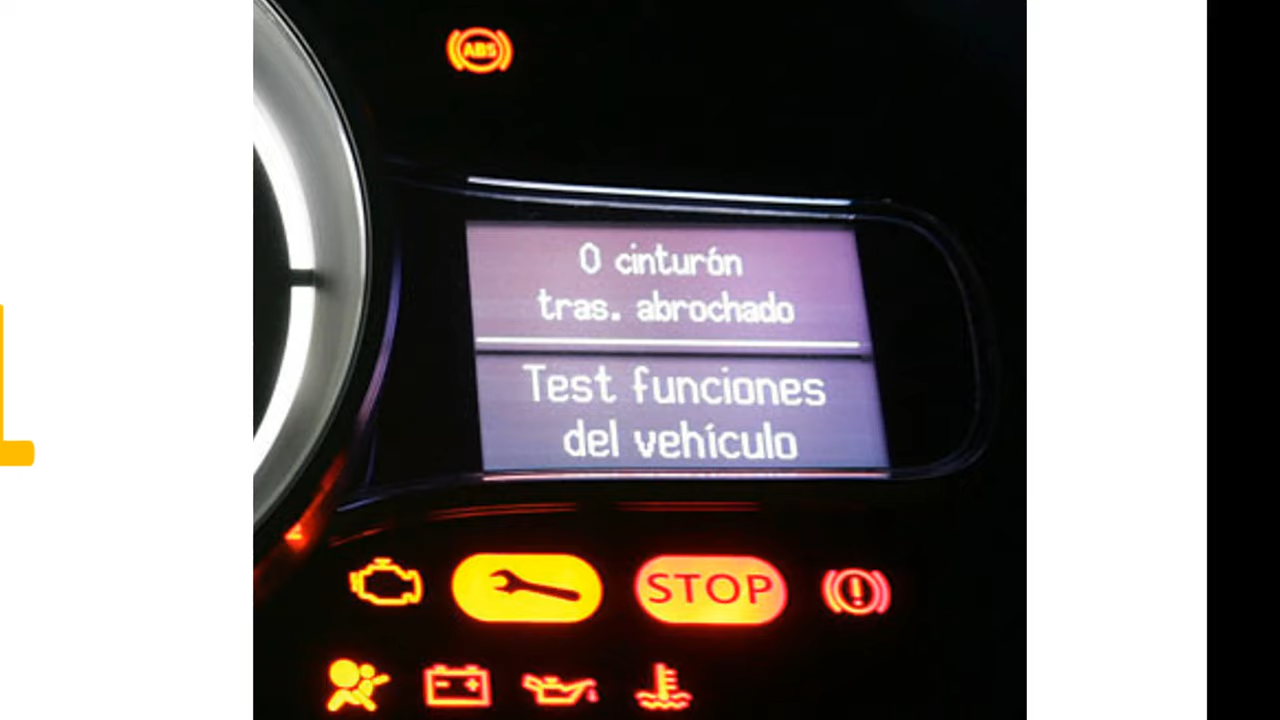 ABS
0 cinturón
tras. abrochado
Test funciones
del vehículo
STOP